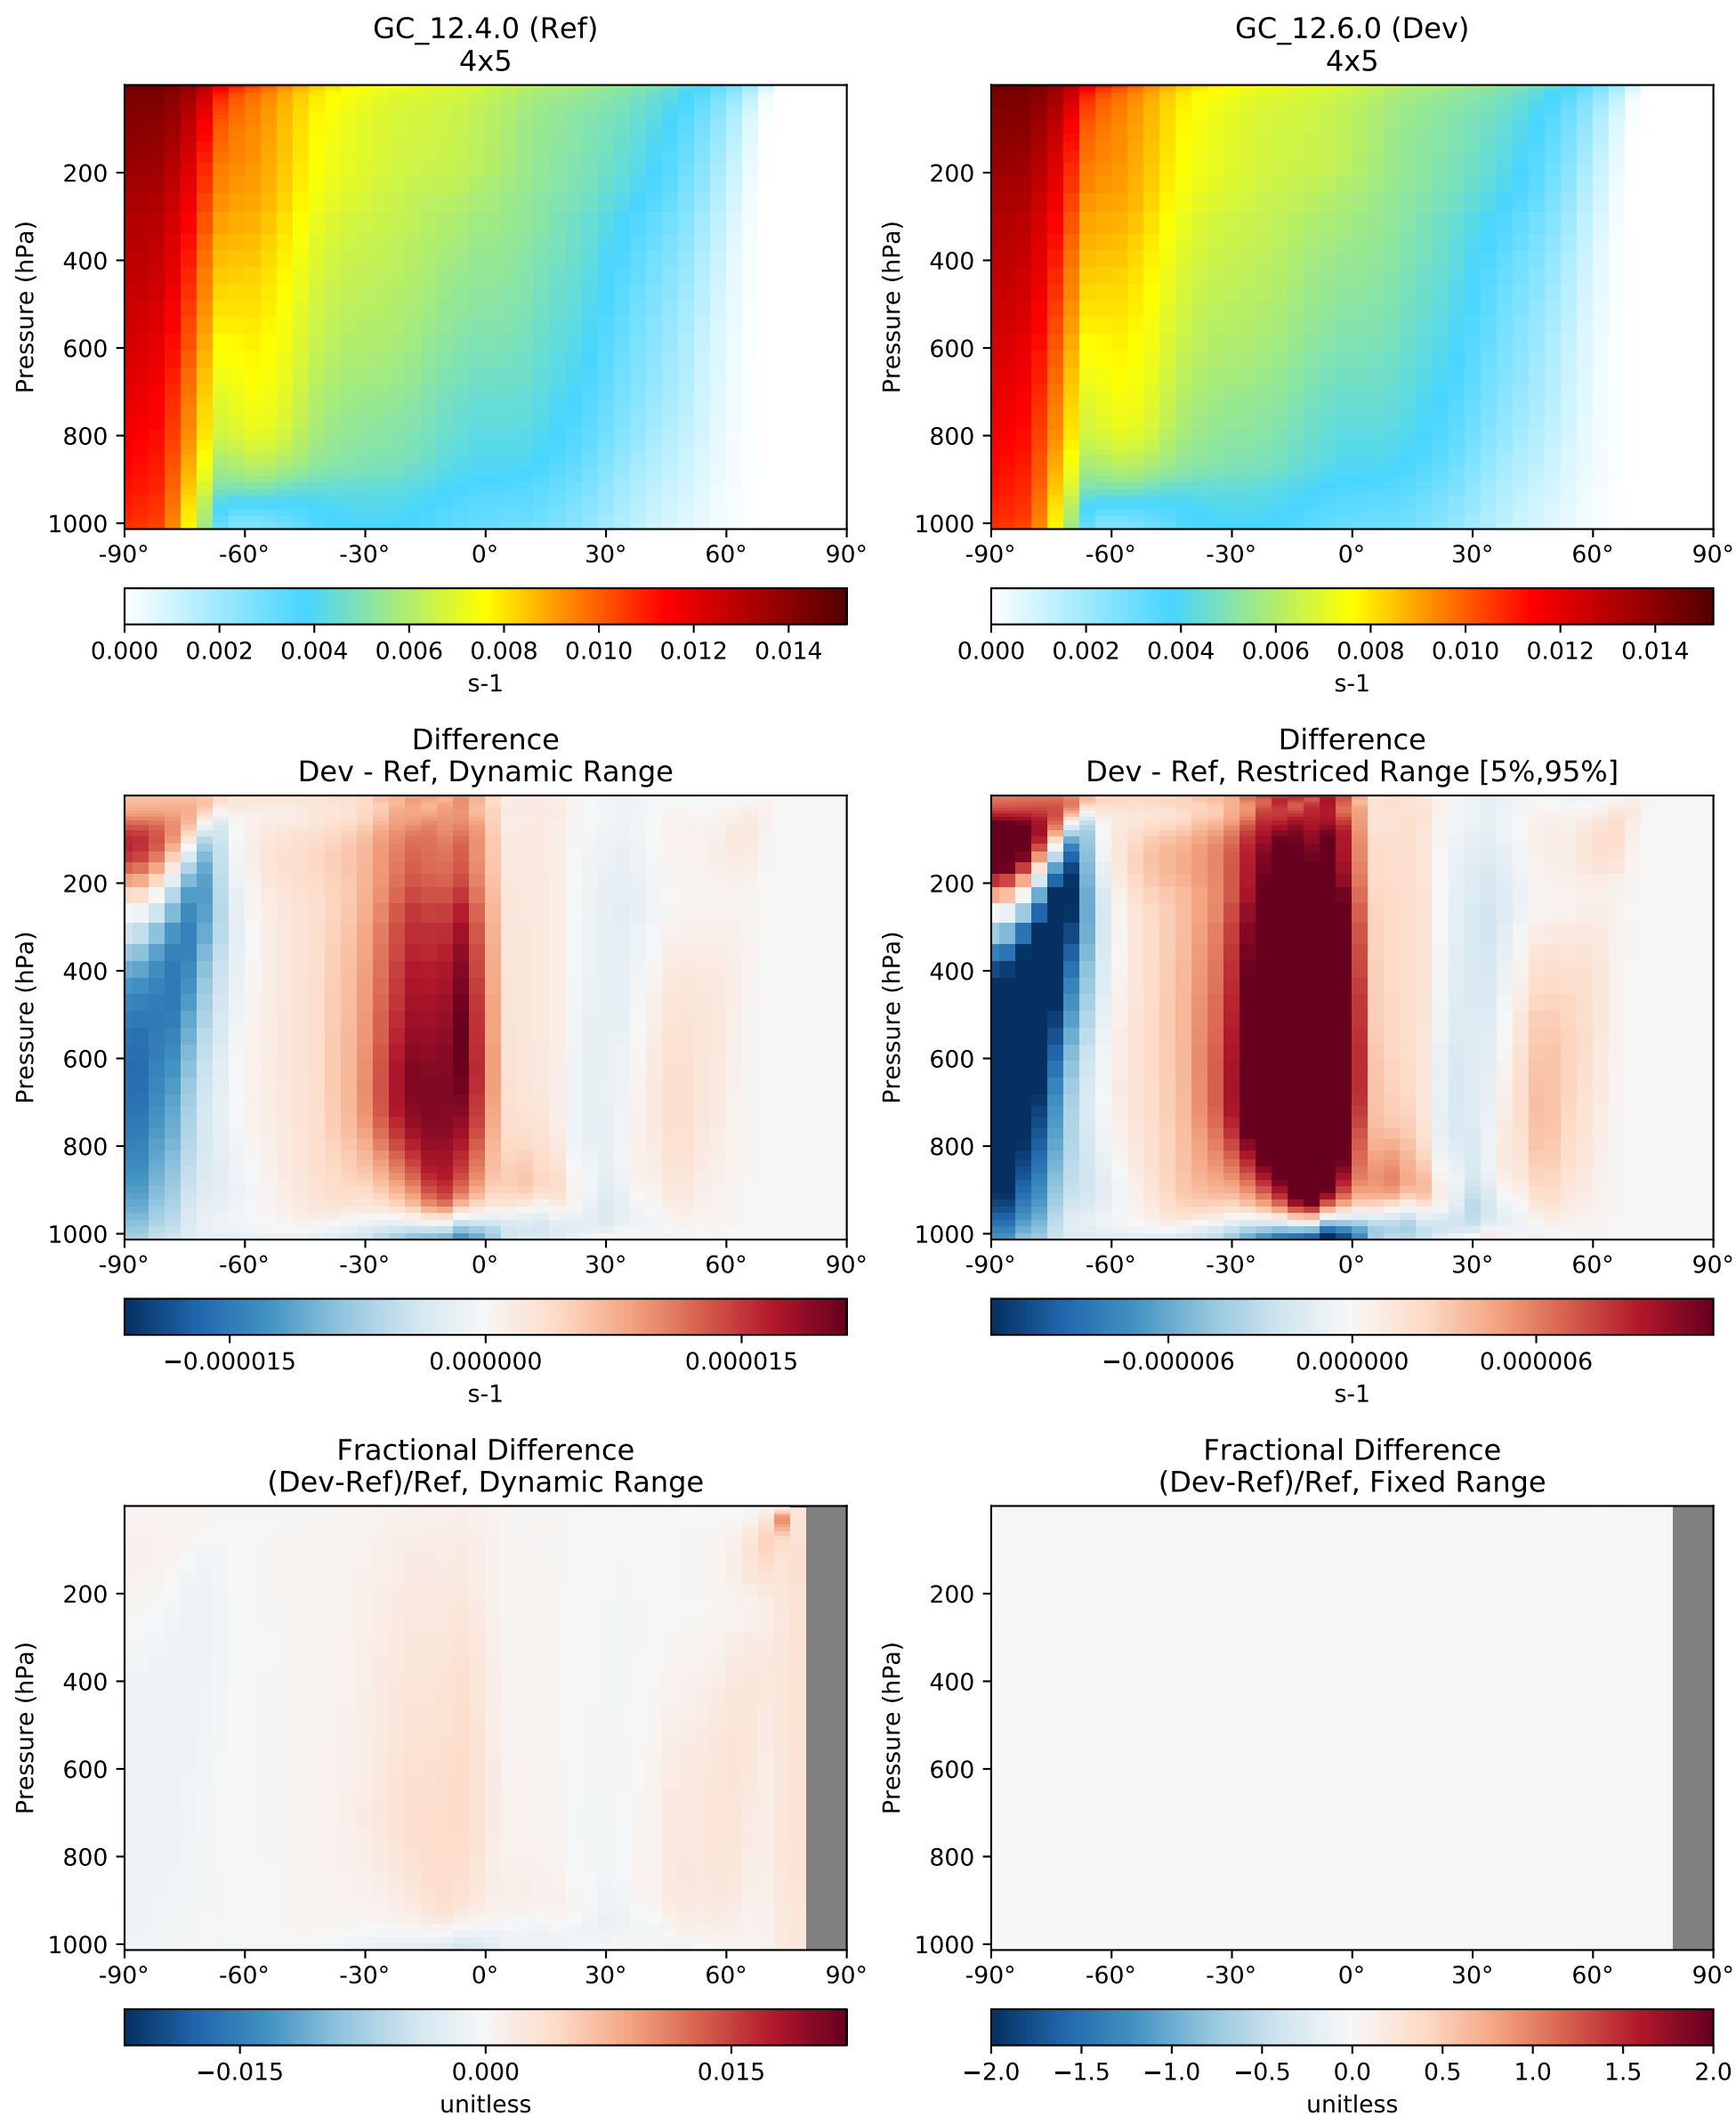 GC_12.4.0 (Ref)
4x5
Pressure (hPa)
200
400
600
800
1000
-90° -60° -30° 0° 30° 60° 90°
0.000 0.002 0.004 0.006 0.008 0.010 0.012 0.014
s-1
GC_12.6.0 (Dev)
4x5
Pressure (hPa)
200
400
600
800
1000
-90° -60° -30° 0° 30° 60° 90°
0.000 0.002 0.004 0.006 0.008 0.010 0.012 0.014
s-1
Difference
Dev - Ref, Dynamic Range
Pressure (hPa)
200
400
600
800
1000
-90° -60° -30° 0° 30° 60° 90°
−0.000015 0.000000 0.000015
s-1
Difference
Dev - Ref, Restriced Range [5%,95%]
Pressure (hPa)
200
400
600
800
1000
-90° -60° -30° 0° 30° 60° 90°
−0.000006 0.000000 0.000006
s-1
Fractional Difference
(Dev-Ref)/Ref, Dynamic Range
Pressure (hPa)
200
400
600
800
1000
-90° -60° -30° 0° 30° 60° 90°
−0.015 0.000 0.015
unitless
Fractional Difference
(Dev-Ref)/Ref, Fixed Range
Pressure (hPa)
200
400
600
800
1000
-90° -60° -30° 0° 30° 60° 90°
−2.0 −1.5 −1.0 −0.5 0.0 0.5 1.0 1.5 2.0
unitless